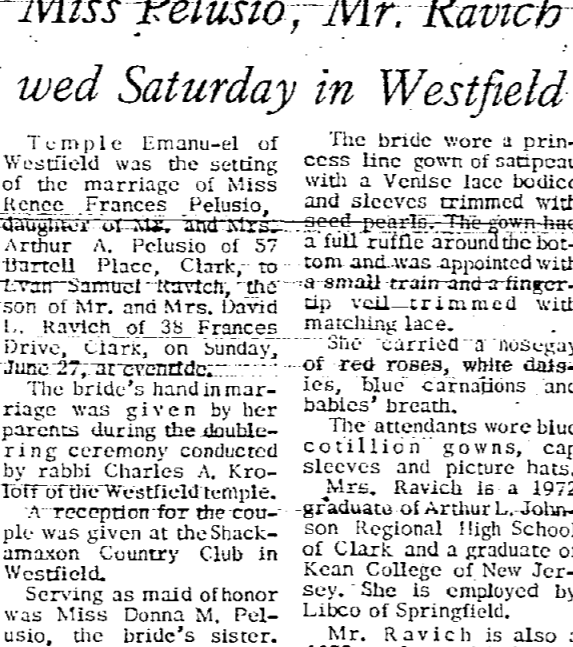 Miss Pelusio, Mr. Ravich
wed Saturday in Westfield
Temple Emanu-el of
Westfield was the setting
of the marriage of Miss
Renee Frances Pelusio,
daughter of Mr. and Mrs.
Arthur A. Pelusio of 57
Bartell Place, Clark, to
Evan Samuel Ravich, the
son of Mr. and Mrs. David
L. Ravich of 38 Frances
Drive, Clark, on Sunday,
June 27, at eventide.
The bride's hand in mar-
riage was given by her
parents during the double-
ring ceremony conducted
by rabbi Charles A. Kro-
loff of the Westfield temple.
A reception for the cou-
ple was given at the Shack-
amaxon Country Club in
Westfield.
Serving as maid of honor
was Miss Donna M. Pel-
usio, the bride's sister.
The bride wore a prin-
cess line gown of satipeau
with a Venise lace bodice
and sleeves trimmed with
seed pearls. The gown had
a full ruffle around the bot-
tom and was appointed with
a small train and a finger-
tip veil trimmed with
matching lace.
She carried a nosegay
of red roses, white dais-
ies, blue carnations and
babies' breath.
The attendants wore blue
cotillion gowns, cap
sleeves and picture hats.
Mrs. Ravich is a 1972
graduate of Arthur L. John-
son Regional High School
of Clark and a graduate of
Kean College of New Jer-
sey. She is employed by
Libco of Springfield.
Mr. Ravich is also a